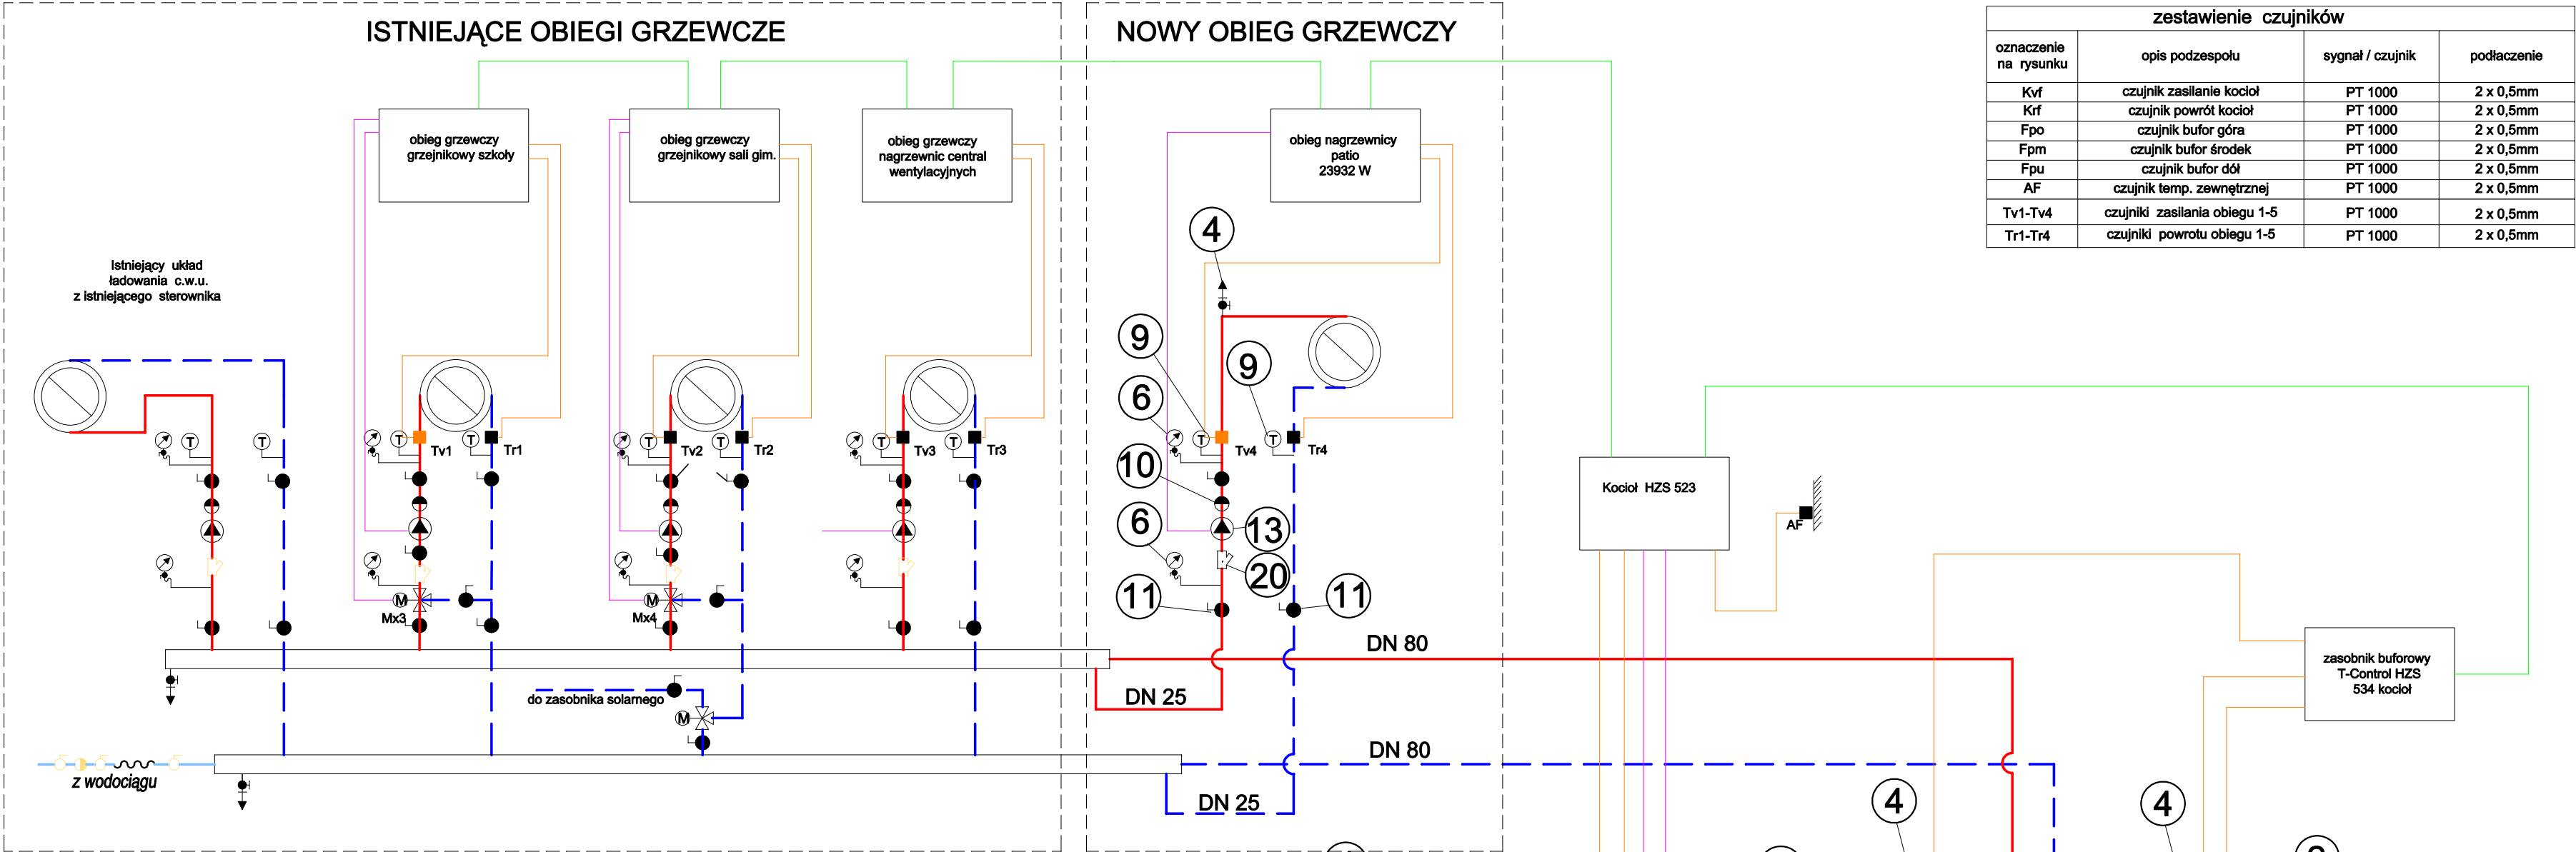 ISTNIEJĄCE OBIEGI GRZEWCZE
NOWY OBIEG GRZEWCZY
zestawienie czujników
oznaczenie
na rysunku
opis podzespołu
sygnał / czujnik
podłaczenie
Kvf czujnik zasilanie kocioł PT 1000 2 x 0,5mm
Krf czujnik powrót kocioł PT 1000 2 x 0,5mm
Fpo czujnik bufor góra PT 1000 2 x 0,5mm
Fpm czujnik bufor środek PT 1000 2 x 0,5mm
Fpu czujnik bufor dół PT 1000 2 x 0,5mm
AF czujnik temp. zewnętrznej PT 1000 2 x 0,5mm
Tv1-Tv4 czujniki zasilania obiegu 1-5 PT 1000 2 x 0,5mm
Tr1-Tr4 czujniki powrotu obiegu 1-5 PT 1000 2 x 0,5mm
obieg grzewczy
grzejnikowy szkoły
obieg grzewczy
grzejnikowy sali gim.
obieg grzewczy
nagrzewnic central
wentylacyjnych
obieg nagrzewnicy
patio
23932 W
Istniejący układ
ładowania c.w.u.
z istniejącego sterownika
4
9
9
6
T
T
T
T
T
T
T
T
T
T
Tv1
Tr1
Tv2
Tr2
Tv3
Tr3
Tv4
Tr4
10
6
13
20
11
11
M
Mx3
M
Mx4
Kocioł HZS 523
AF
DN 80
zasobnik buforowy
T-Control HZS
534 kocioł
do zasobnika solarnego
M
DN 25
DN 80
z wodociągu
DN 25
4
4